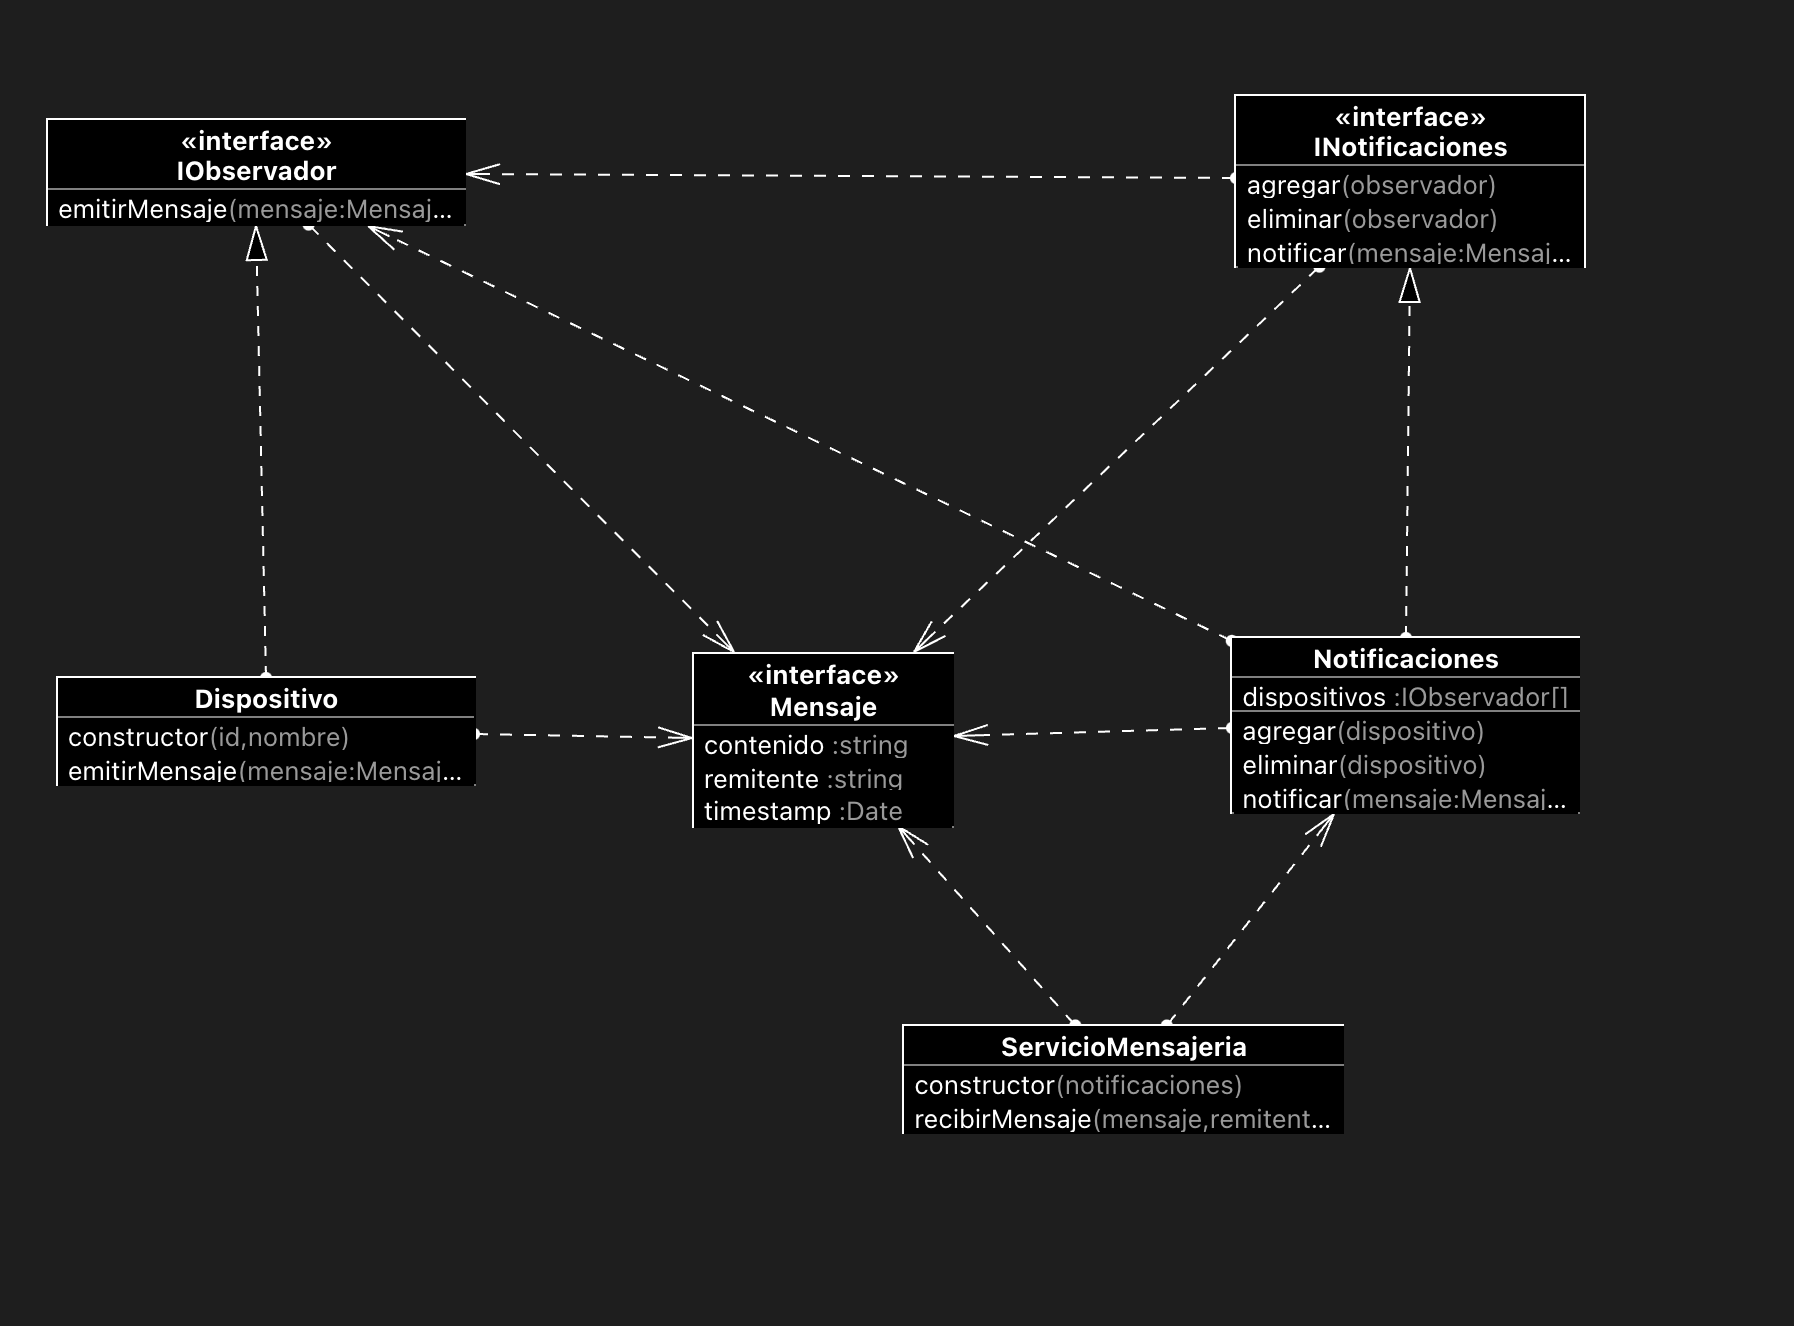 «interface»
IObservador
emitirMensaje(mensaje:Mensaj...
«interface»
INotificaciones
agregar(observador)
eliminar(observador)
notificar(mensaje:Mensaj...
Dispositivo
constructor(id,nombre)
emitirMensaje(mensaje:Mensaj...
«interface»
Mensaje
contenido :string
remitente :string
timestamp :Date
Notificaciones
dispositivos :IObservador[]
agregar(dispositivo)
eliminar(dispositivo)
notificar(mensaje:Mensaj...
ServicioMensajeria
constructor(notificaciones)
recibirMensaje(mensaje,remitent...